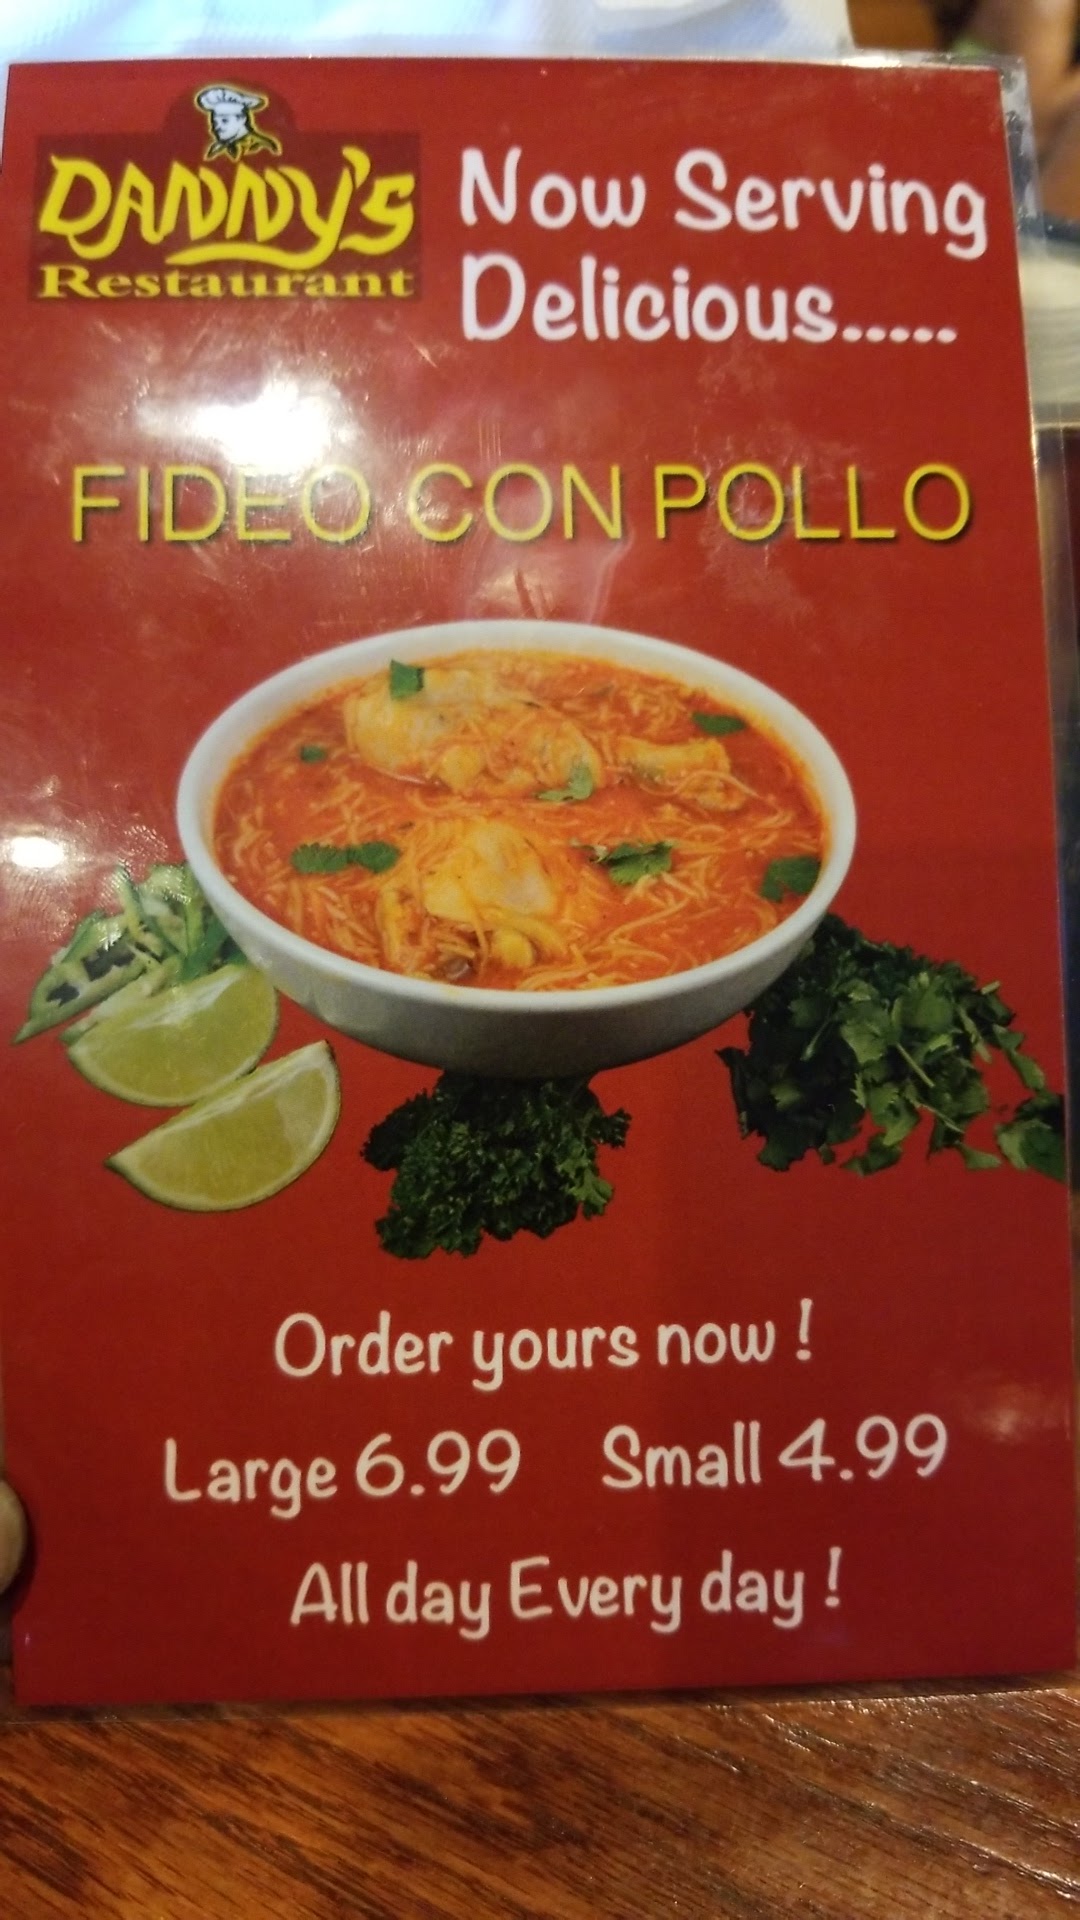 DANNY'S
Restaurant
Now Serving
Delicious.....
FIDEO CON POLLO
Order yours now !
Large 6.99 Small 4.99
All day Every day !